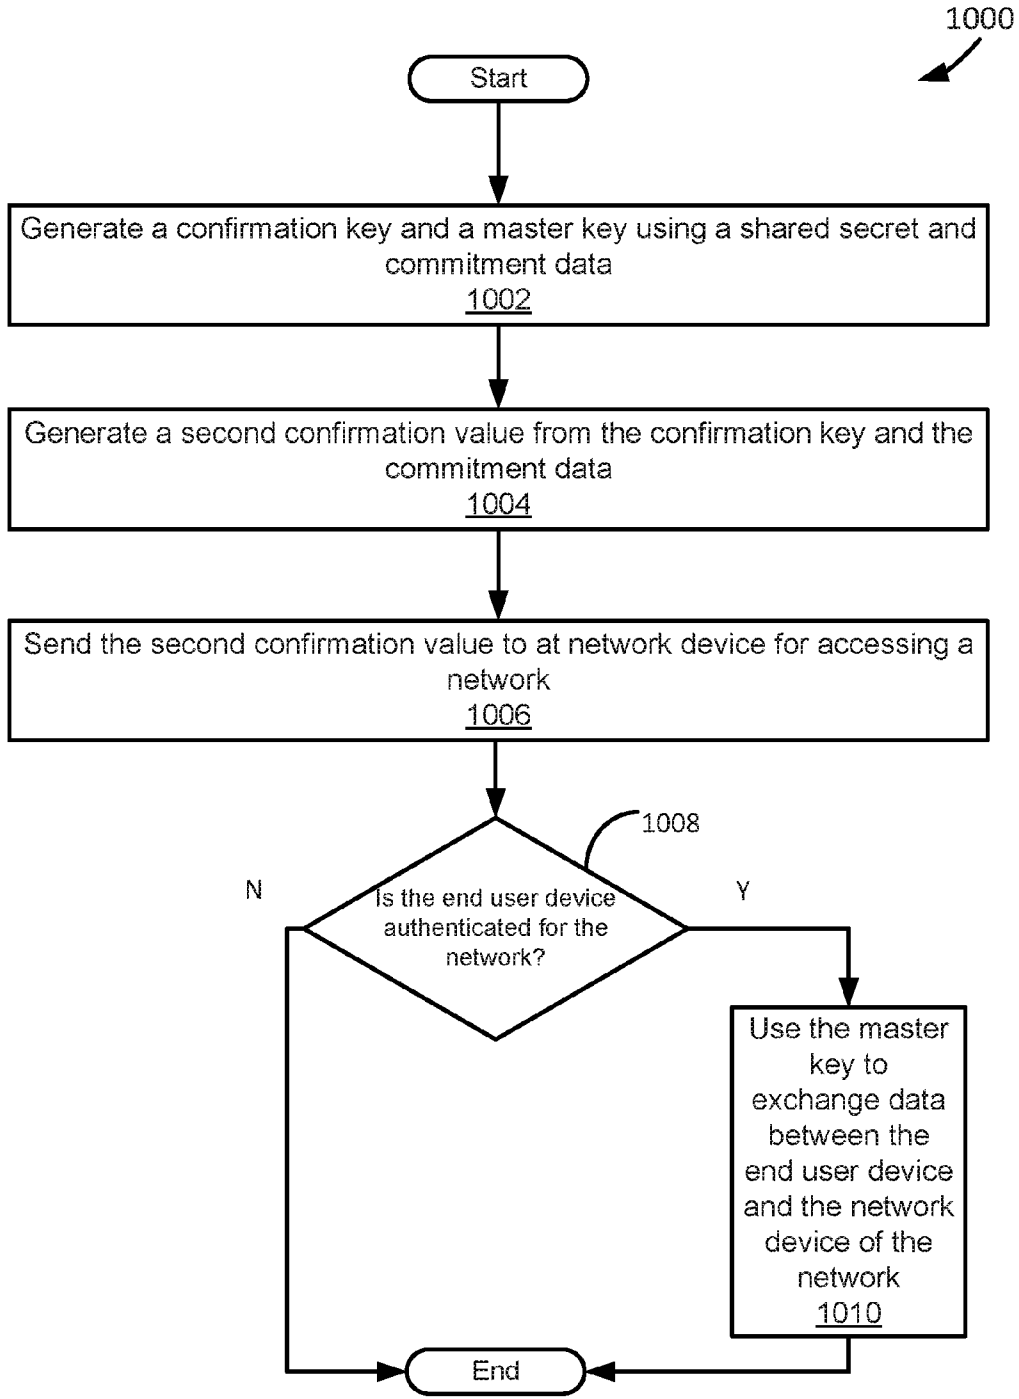 1000
Start
Generate a confirmation key and a master key using a shared secret and
commitment data
1002
Generate a second confirmation value from the confirmation key and the
commitment data
1004
Send the second confirmation value to at network device for accessing a
network
1006
1008
N
Y
Is the end user device
authenticated for the
network?
Use the master
key to
exchange data
between the
end user device
and the network
device of the
network
1010
End